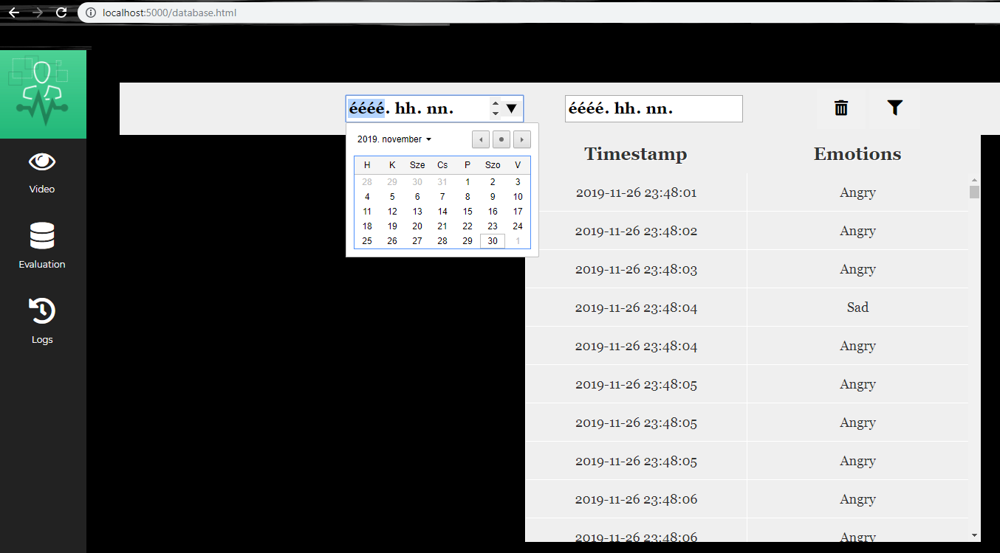 localhost:5000/database.html
éééé. hh. nn.
éééé. hh. nn.
2019. november
H K Sze Cs P Szo V
28 29 30 31 1 2 3
4 5 6 7 8 9 10
11 12 13 14 15 16 17
18 19 20 21 22 23 24
25 26 27 28 29 30 1
Video
Evaluation
Logs
Timestamp Emotions
2019-11-26 23:48:01 Angry
2019-11-26 23:48:02 Angry
2019-11-26 23:48:03 Angry
2019-11-26 23:48:04 Sad
2019-11-26 23:48:04 Angry
2019-11-26 23:48:05 Angry
2019-11-26 23:48:05 Angry
2019-11-26 23:48:05 Angry
2019-11-26 23:48:06 Angry
2019-11-26 23:48:06 Angry